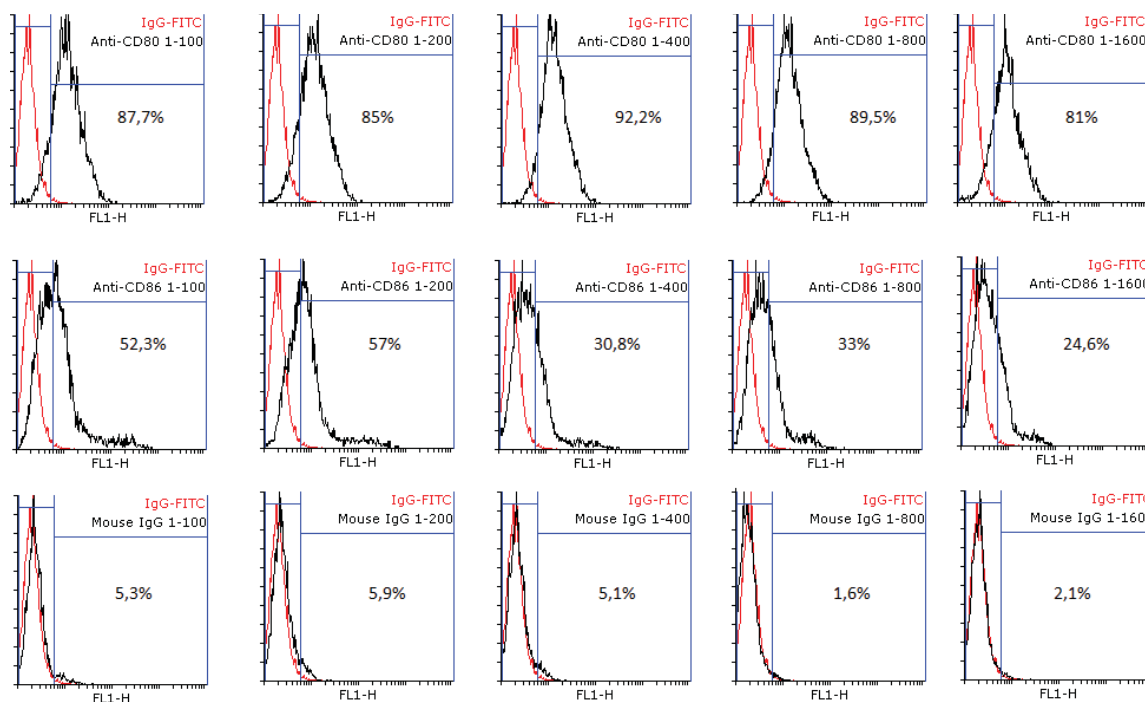 IgG-FITC
Anti-CD80 1-100
87,7%
FL1-H
IgG-FITC
Anti-CD80 1-200
85%
FL1-H
IgG-FITC
Anti-CD80 1-400
92,2%
FL1-H
IgG-FITC
Anti-CD80 1-800
89,5%
FL1-H
IgG-FITC
Anti-CD80 1-1600
81%
FL1-H
IgG-FITC
Anti-CD86 1-100
52,3%
FL1-H
IgG-FITC
Anti-CD86 1-200
57%
FL1-H
IgG-FITC
Anti-CD86 1-400
30,8%
FL1-H
IgG-FITC
Anti-CD86 1-800
33%
FL1-H
IgG-FITC
Anti-CD86 1-1600
24,6%
FL1-H
IgG-FITC
Mouse IgG 1-100
5,3%
FL1-H
IgG-FITC
Mouse IgG 1-200
5,9%
FL1-H
IgG-FITC
Mouse IgG 1-400
5,1%
FL1-H
IgG-FITC
Mouse IgG 1-800
1,6%
FL1-H
IgG-FITC
Mouse IgG 1-160
2,1%
FL1-H